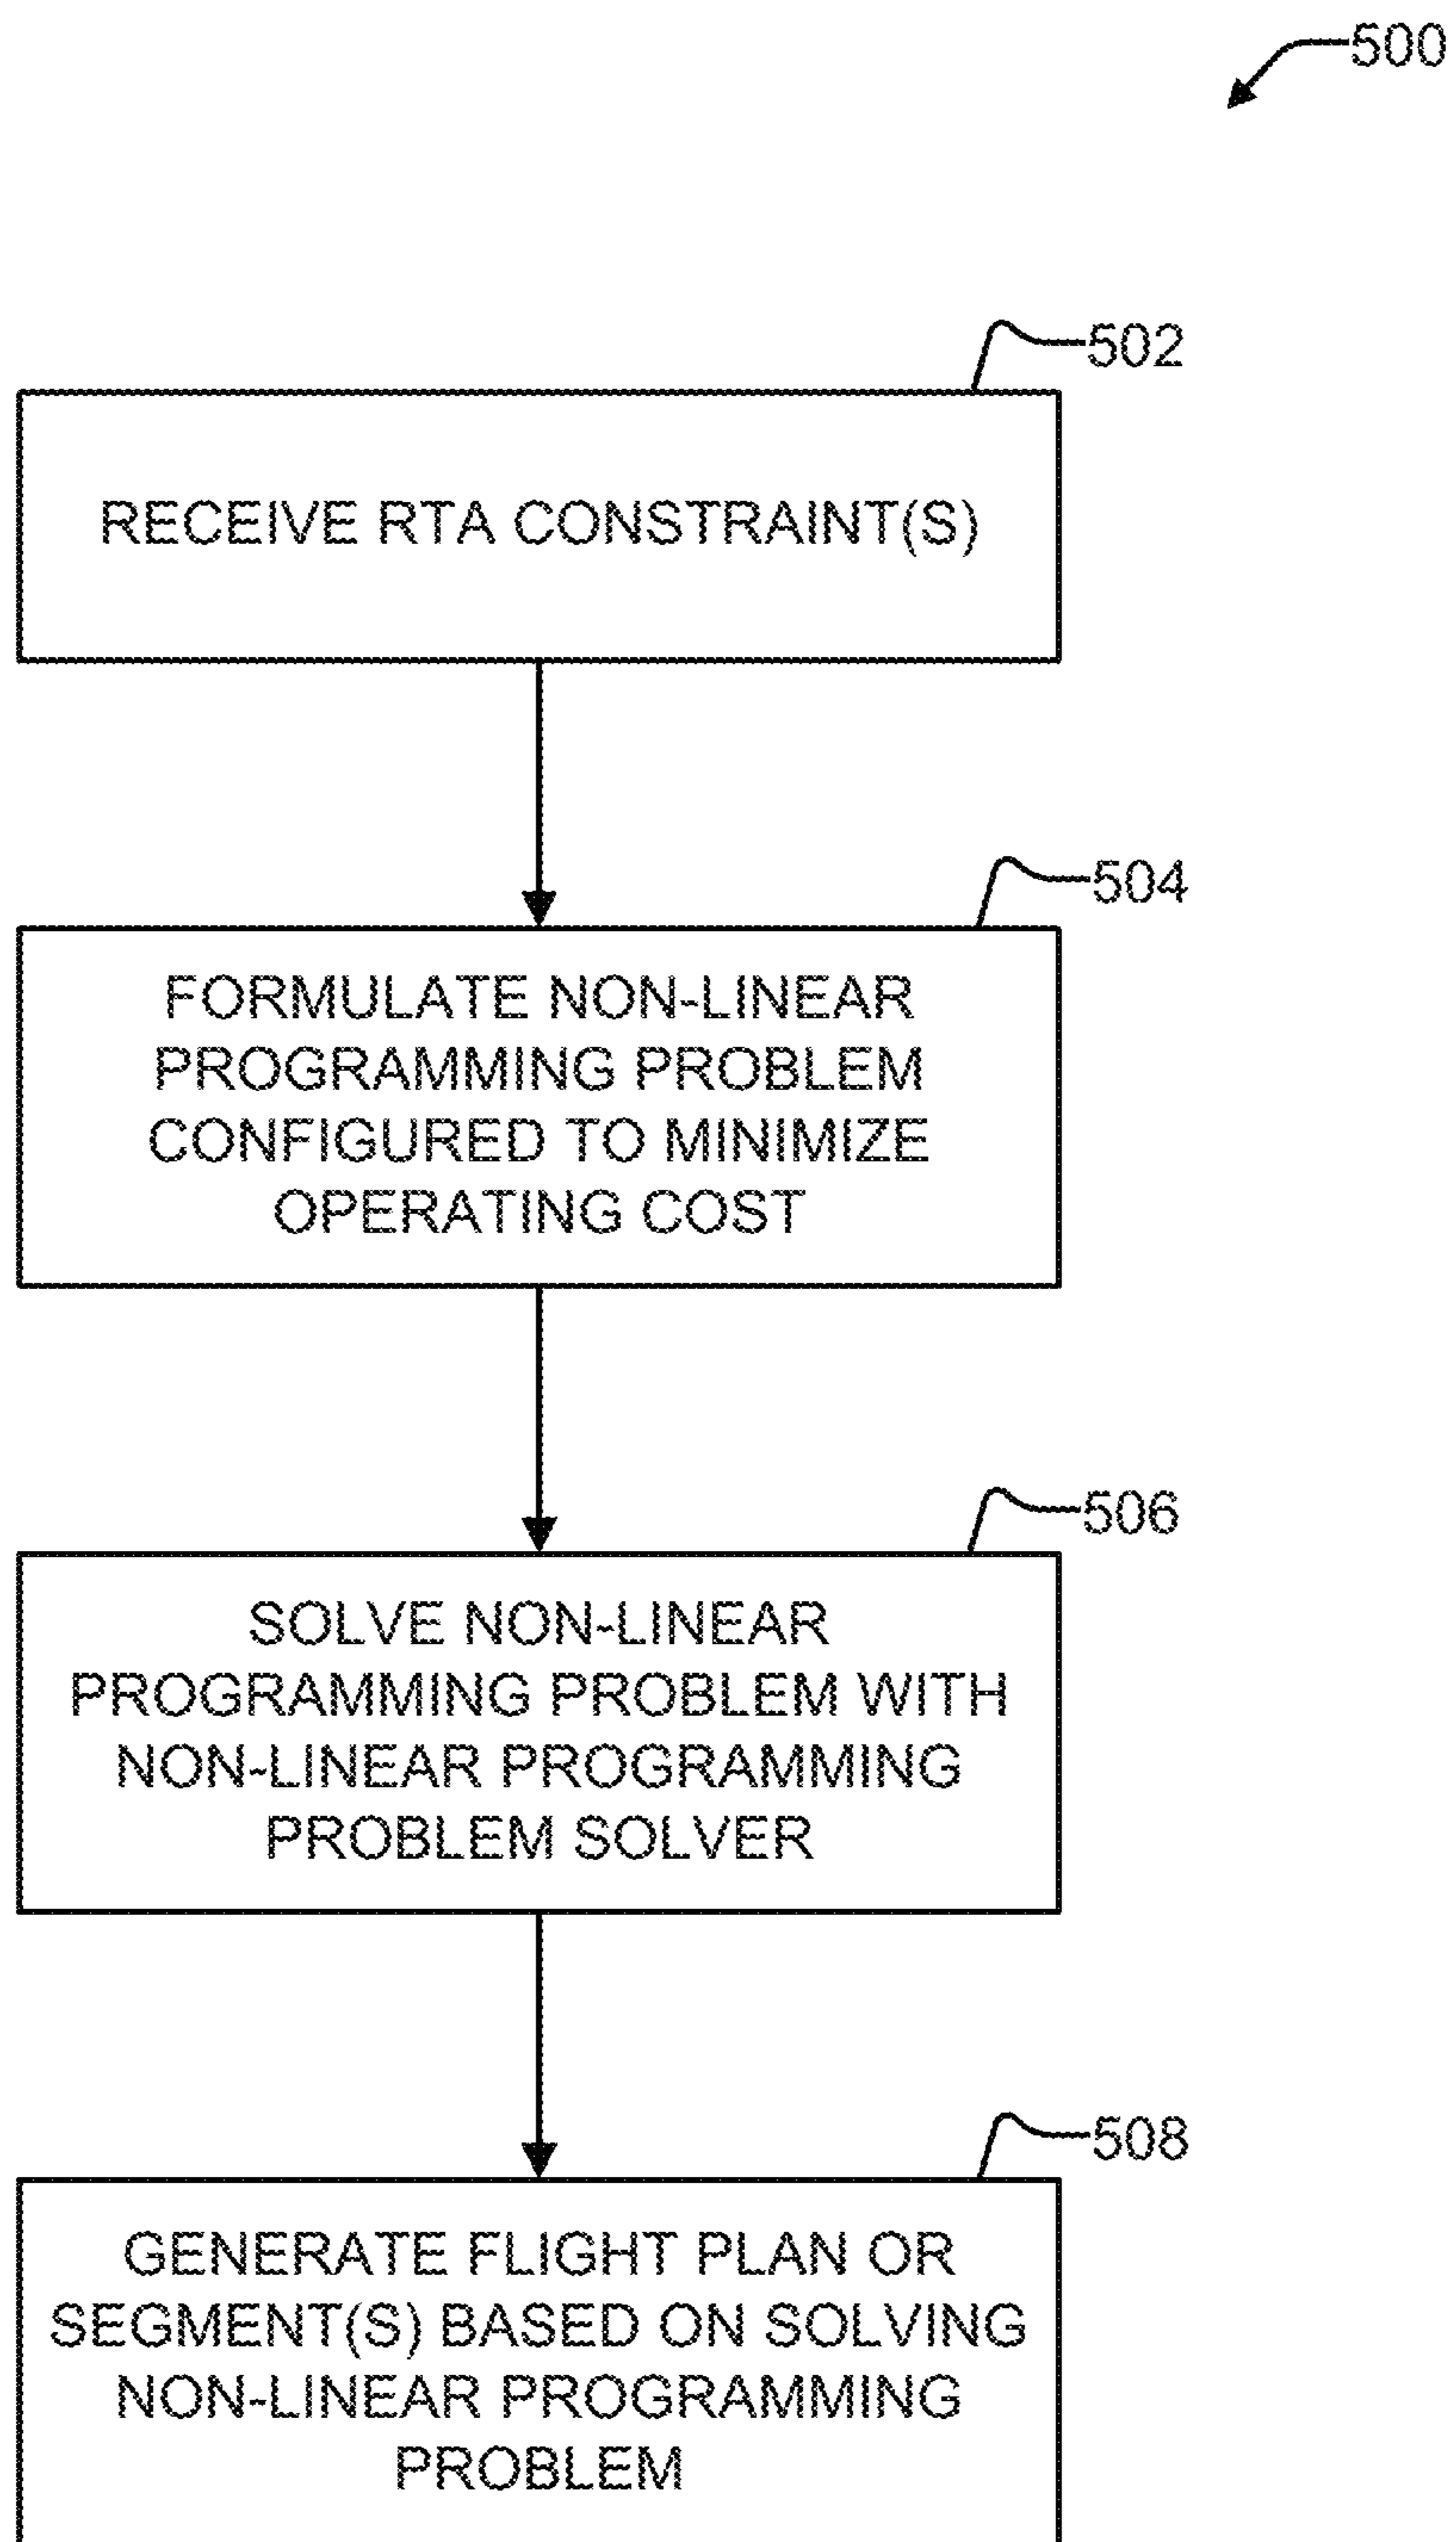 500
502
RECEIVE RTA CONSTRAINT(S)
504
FORMULATE NON-LINEAR
PROGRAMMING PROBLEM
CONFIGURED TO MINIMIZE
OPERATING COST
506
SOLVE NON-LINEAR
PROGRAMMING PROBLEM WITH
NON-LINEAR PROGRAMMING
PROBLEM SOLVER
508
GENERATE FLIGHT PLAN OR
SEGMENT(S) BASED ON SOLVING
NON-LINEAR PROGRAMMING
PROBLEM